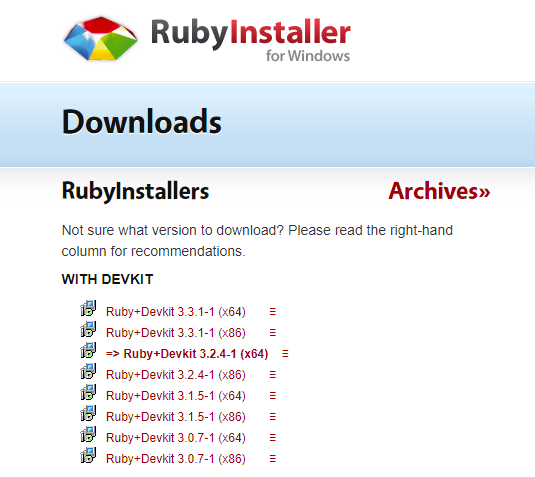 RubyInstaller
for Windows
Downloads
RubyInstallers Archives»
Not sure what version to download? Please read the right-hand
column for recommendations.
WITH DEVKIT
Ruby+Devkit 3.3.1-1 (x64)
Ruby+Devkit 3.3.1-1 (x86)
=> Ruby+Devkit 3.2.4-1 (x64)
Ruby+Devkit 3.2.4-1 (x86)
Ruby+Devkit 3.1.5-1 (x64)
Ruby+Devkit 3.1.5-1 (x86)
Ruby+Devkit 3.0.7-1 (x64)
Ruby+Devkit 3.0.7-1 (x86)